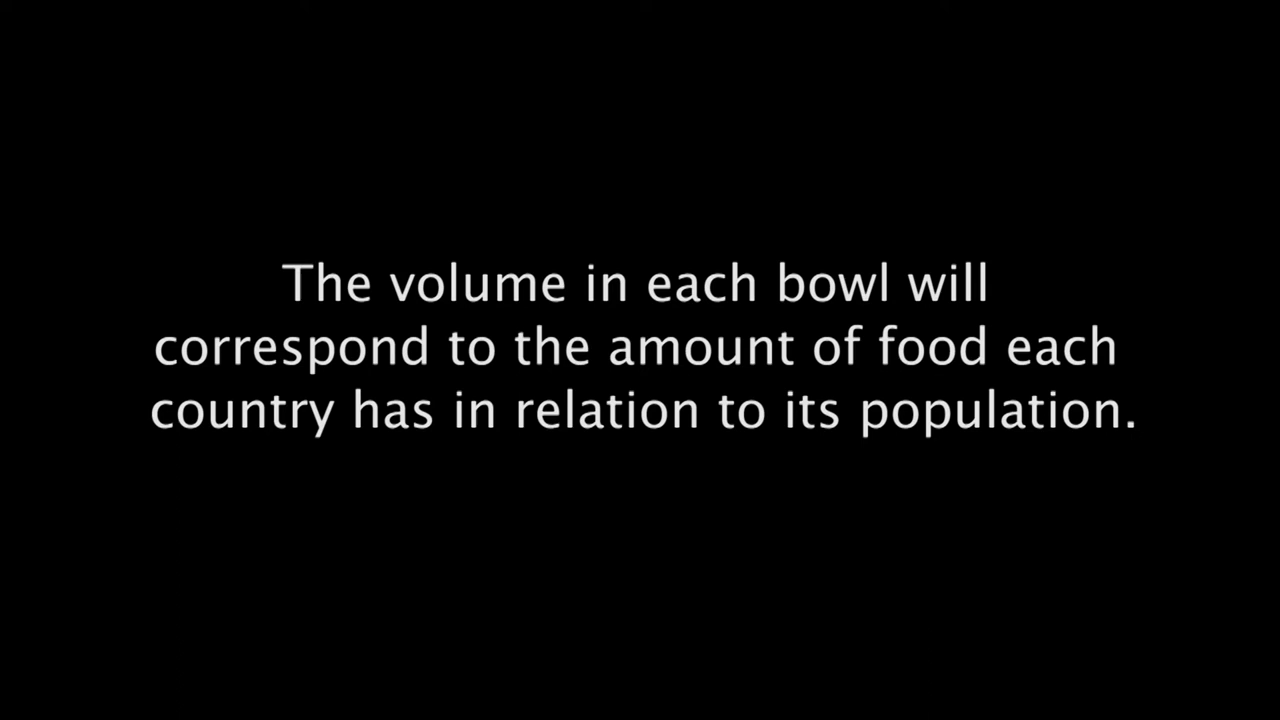 The volume in each bowl will
correspond to the amount of food each
country has in relation to its population.